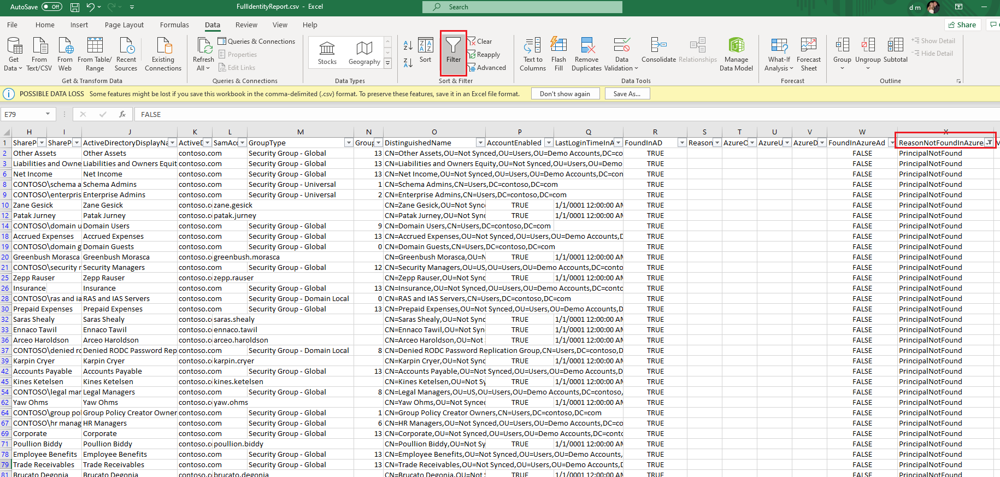 AutoSave Off FullIdentityReport.csv - Excel Search d m
File Home Insert Page Layout Formulas Data Review View Help Share
Get Data From Text/CSV From Web From Table/ Range Recent Sources Existing Connections
Get & Transform Data
Refresh All Queries & Connections Properties Edit Links
Queries & Connections
Stocks Geography
Data Types
Sort Filter Clear Reapply Advanced
Sort & Filter
Text to Columns Flash Fill Remove Duplicates Data Validation Consolidate Relationships Manage Data Model
Data Tools
What-If Analysis Forecast Sheet
Forecast
Group Ungroup Subtotal Show Detail Hide Detail
Outline
POSSIBLE DATA LOSS Some features might be lost if you save this workbook in the comma-delimited (.csv) format. To preserve these features, save it in an Excel file format. Don't show again Save As...
E79 fx FALSE
H I J K L M N O P Q R S T U V W X
1 ShareP ShareP ActiveDirectoryDisplayNa ActiveD SamAcc GroupType Group DistinguishedName AccountEnabled LastLoginTimeInA FoundInAD Reason AzureO AzureU AzureD FoundInAzureAd ReasonNotFoundInAzure
2 Other Assets Other Assets contoso.com Security Group - Global 13 CN=Other Assets,OU=Not Synced,OU=Users,OU=Demo Accounts,DC=co TRUE FALSE PrincipalNotFound
3 Liabilities and Owne Liabilities and Owners Equit contoso.com Security Group - Global 13 CN=Liabilities and Owners Equity,OU=Not Synced,OU=Users,OU=Demo TRUE FALSE PrincipalNotFound
6 Net Income Net Income contoso.com Security Group - Global 13 CN=Net Income,OU=Not Synced,OU=Users,OU=Demo Accounts,DC=con TRUE FALSE PrincipalNotFound
8 CONTOSO\schema a Schema Admins contoso.com Security Group - Universal 1 CN=Schema Admins,CN=Users,DC=contoso,DC=com TRUE FALSE PrincipalNotFound
9 CONTOSO\enterpris Enterprise Admins contoso.com Security Group - Universal 2 CN=Enterprise Admins,CN=Users,DC=contoso,DC=com TRUE FALSE PrincipalNotFound
10 Zane Gesick Zane Gesick contoso.c zane.gesick CN=Zane Gesick,OU=Not Sync TRUE 1/1/0001 12:00:00 AM TRUE FALSE PrincipalNotFound
12 Patak Jurney Patak Jurney contoso.c patak.jurney CN=Patak Jurney,OU=Not Sync TRUE 1/1/0001 12:00:00 AM TRUE FALSE PrincipalNotFound
14 CONTOSO\domain u Domain Users contoso.com Security Group - Global 9 CN=Domain Users,CN=Users,DC=contoso,DC=com TRUE FALSE PrincipalNotFound
18 Accrued Expenses Accrued Expenses contoso.com Security Group - Global 13 CN=Accrued Expenses,OU=Not Synced,OU=Users,OU=Demo Accounts,D TRUE FALSE PrincipalNotFound
19 CONTOSO\domain g Domain Guests contoso.com Security Group - Global 0 CN=Domain Guests,CN=Users,DC=contoso,DC=com TRUE FALSE PrincipalNotFound
20 Greenbush Morasca Greenbush Morasca contoso.c greenbush.morasca CN=Greenbush Morasca,OU=N TRUE 1/1/0001 12:00:00 AM TRUE FALSE PrincipalNotFound
21 CONTOSO\security r Security Managers contoso.com Security Group - Global 12 CN=Security Managers,OU=US,OU=Users,OU=Demo Accounts,DC=conto TRUE FALSE PrincipalNotFound
25 Zepp Rauser Zepp Rauser contoso.c zepp.rauser CN=Zepp Rauser,OU=Not Sync TRUE 1/1/0001 12:00:00 AM TRUE FALSE PrincipalNotFound
26 Insurance Insurance contoso.com Security Group - Global 13 CN=Insurance,OU=Not Synced,OU=Users,OU=Demo Accounts,DC=conto TRUE FALSE PrincipalNotFound
28 CONTOSO\ras and ia RAS and IAS Servers contoso.com Security Group - Domain Local 0 CN=RAS and IAS Servers,CN=Users,DC=contoso,DC=com TRUE FALSE PrincipalNotFound
30 Prepaid Expenses Prepaid Expenses contoso.com Security Group - Global 13 CN=Prepaid Expenses,OU=Not Synced,OU=Users,OU=Demo Accounts,D TRUE FALSE PrincipalNotFound
32 Saras Shealy Saras Shealy contoso.c saras.shealy CN=Saras Shealy,OU=Not Sync TRUE 1/1/0001 12:00:00 AM TRUE FALSE PrincipalNotFound
33 Ennaco Tawil Ennaco Tawil contoso.c ennaco.tawil CN=Ennaco Tawil,OU=Not Syn TRUE 1/1/0001 12:00:00 AM TRUE FALSE PrincipalNotFound
36 Arceo Haroldson Arceo Haroldson contoso.c arceo.haroldson CN=Arceo Haroldson,OU=Not TRUE 1/1/0001 12:00:00 AM TRUE FALSE PrincipalNotFound
37 CONTOSO\denied ro Denied RODC Password Rep contoso.com Security Group - Domain Local 8 CN=Denied RODC Password Replication Group,CN=Users,DC=contoso,D TRUE FALSE PrincipalNotFound
39 Karpin Cryer Karpin Cryer contoso.c karpin.cryer CN=Karpin Cryer,OU=Not Sync TRUE 1/1/0001 12:00:00 AM TRUE FALSE PrincipalNotFound
42 Accounts Payable Accounts Payable contoso.com Security Group - Global 13 CN=Accounts Payable,OU=Not Synced,OU=Users,OU=Demo Accounts,D TRUE FALSE PrincipalNotFound
45 Kines Ketelsen Kines Ketelsen contoso.c kines.ketelsen CN=Kines Ketelsen,OU=Not Sy TRUE 1/1/0001 12:00:00 AM TRUE FALSE PrincipalNotFound
54 CONTOSO\legal mar Legal Managers contoso.com Security Group - Global 8 CN=Legal Managers,OU=US,OU=Users,OU=Demo Accounts,DC=contoso, TRUE FALSE PrincipalNotFound
62 Yaw Ohms Yaw Ohms contoso.c yaw.ohms CN=Yaw Ohms,OU=Not Synced TRUE 1/1/0001 12:00:00 AM TRUE FALSE PrincipalNotFound
64 CONTOSO\group pol Group Policy Creator Owner contoso.com Security Group - Global 1 CN=Group Policy Creator Owners,CN=Users,DC=contoso,DC=com TRUE FALSE PrincipalNotFound
67 CONTOSO\hr manag HR Managers contoso.com Security Group - Global 6 CN=HR Managers,OU=Not Synced,OU=Users,OU=Demo Accounts,DC=co TRUE FALSE PrincipalNotFound
69 Corporate Corporate contoso.com Security Group - Global 13 CN=Corporate,OU=Not Synced,OU=Users,OU=Demo Accounts,DC=conto TRUE FALSE PrincipalNotFound
71 Poullion Biddy Poullion Biddy contoso.c poullion.biddy CN=Poullion Biddy,OU=Not Sy TRUE 1/1/0001 12:00:00 AM TRUE FALSE PrincipalNotFound
78 Employee Benefits Employee Benefits contoso.com Security Group - Global 13 CN=Employee Benefits,OU=Not Synced,OU=Users,OU=Demo Accounts, TRUE FALSE PrincipalNotFound
79 Trade Receivables Trade Receivables contoso.com Security Group - Global 13 CN=Trade Receivables,OU=Not Synced,OU=Users,OU=Demo Accounts,D TRUE FALSE PrincipalNotFound
81 Brucato Degonia Brucato Degonia contoso.c brucato.degonia CN=Brucato Degonia,OU=Not TRUE 1/1/0001 12:00:00 AM TRUE FALSE PrincipalNotFound